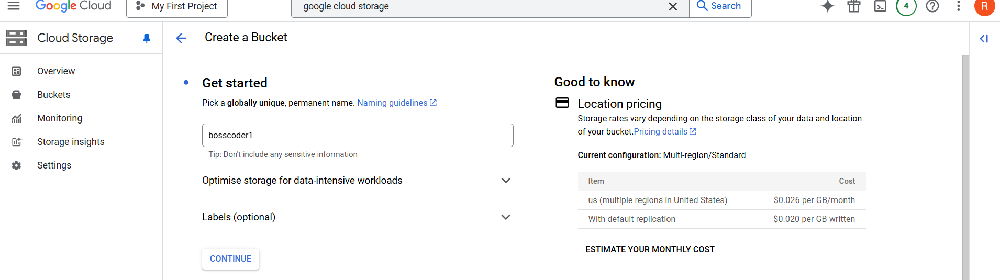 Google Cloud
My First Project
google cloud storage
Search
4
R
Cloud Storage
Create a Bucket
Overview
Buckets
Monitoring
Storage insights
Settings
Get started
Pick a globally unique, permanent name. Naming guidelines
bosscoder1
Tip: Don't include any sensitive information
Optimise storage for data-intensive workloads
Labels (optional)
CONTINUE
Good to know
Location pricing
Storage rates vary depending on the storage class of your data and location
of your bucket.Pricing details
Current configuration: Multi-region/Standard
Item Cost
us (multiple regions in United States) $0.026 per GB/month
With default replication $0.020 per GB written
ESTIMATE YOUR MONTHLY COST